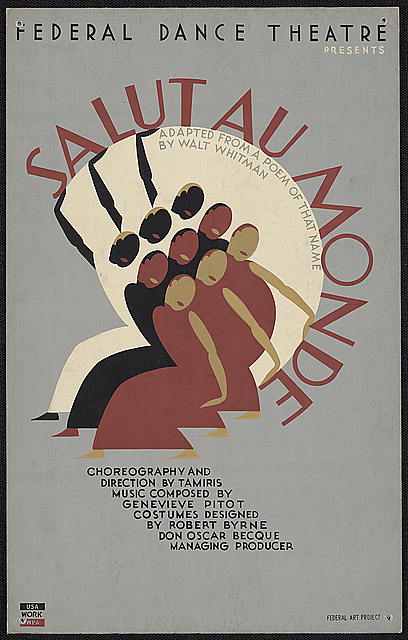 FEDERAL DANCE THEATRE
PRESENTS
SALUT AU MONDE
ADAPTED FROM A POEM OF THAT NAME
BY WALT WHITMAN
CHOREOGRAPHY AND
DIRECTION BY TAMIRIS
MUSIC COMPOSED BY
GENEVIEVE PITOT
COSTUMES DESIGNED
BY ROBERT BYRNE
DON OSCAR BECQUE
MANAGING PRODUCER
USA
WORK
WPA
FEDERAL ART PROJECT